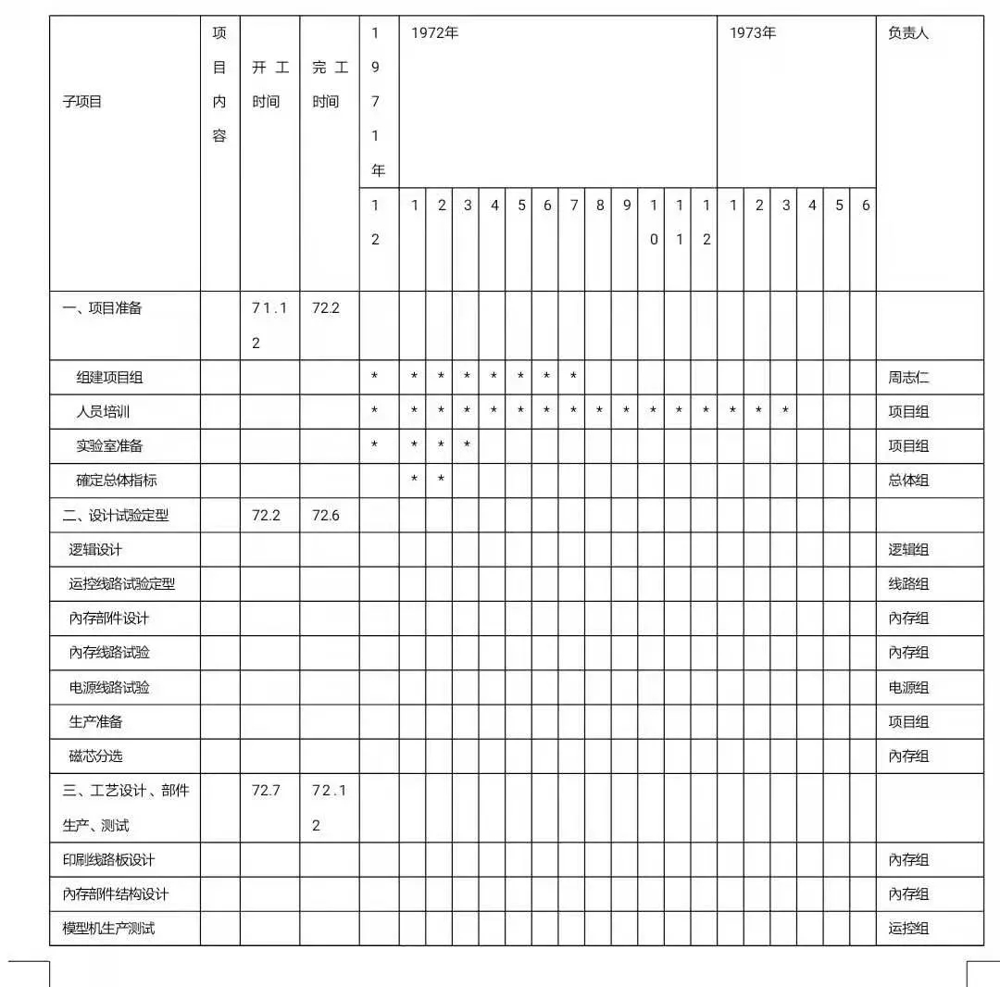 子项目 项目内容 开工时间 完工时间 1971年 1972年 1973年 负责人
12 1 2 3 4 5 6 7 8 9 10 11 12 1 2 3 4 5 6
一、项目准备 71.12 72.2
组建项目组 * * * * * * * * 周志仁
人员培训 * * * * * * * * * * * * * * * * 项目组
实验室准备 * * * * 项目组
確定总体指标 * * 总体组
二、设计试验定型 72.2 72.6
逻辑设计 逻辑组
运控线路试验定型 线路组
內存部件设计 內存组
內存线路试验 內存组
电源线路试验 电源组
生产准备 项目组
磁芯分选 內存组
三、工艺设计、部件 72.7 72.12
生产、测试
印刷线路板设计 內存组
內存部件结构设计 內存组
模型机生产测试 运控组